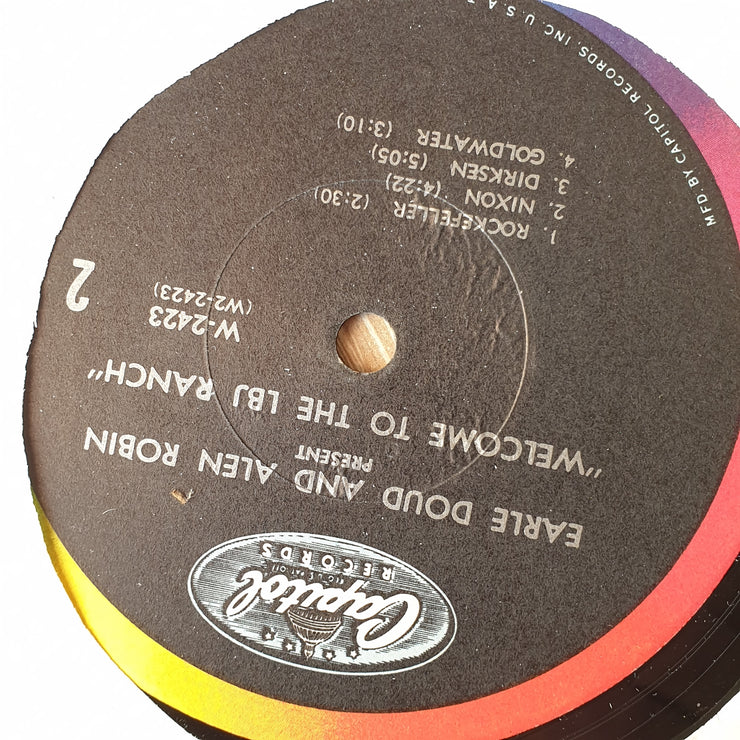 Capitol
RECORDS
EARLE DOUD AND ALEN ROBIN
PRESENT
"WELCOME TO THE LBJ RANCH"
W-2423
(W2-2423)
2
1. ROCKEFELLER (2:30)
2. NIXON (4:22)
3. DIRKSEN (5:05)
4. GOLDWATER (3:10)
MFD. BY CAPITOL RECORDS, INC. U.S.A.